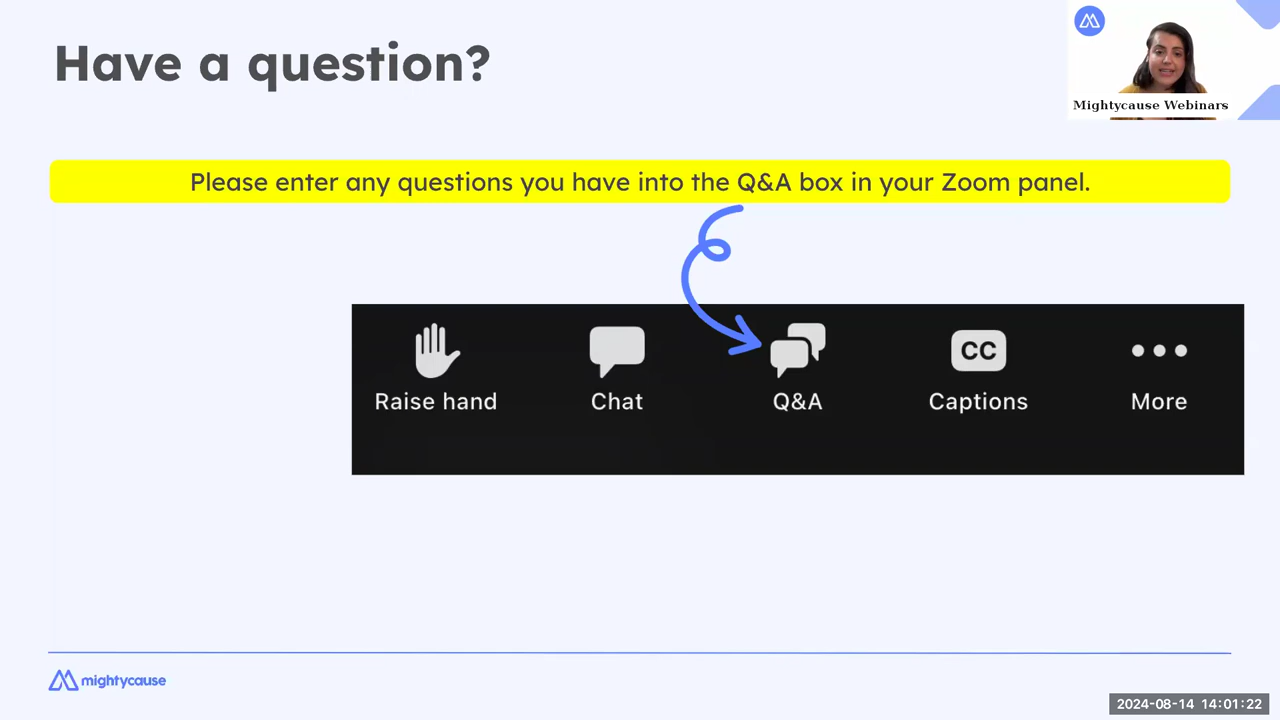 Have a question?
Mightycause Webinars
Please enter any questions you have into the Q&A box in your Zoom panel.
Raise hand
Chat
Q&A
CC
Captions
More
mightycause
2024-08-14 14:01:22